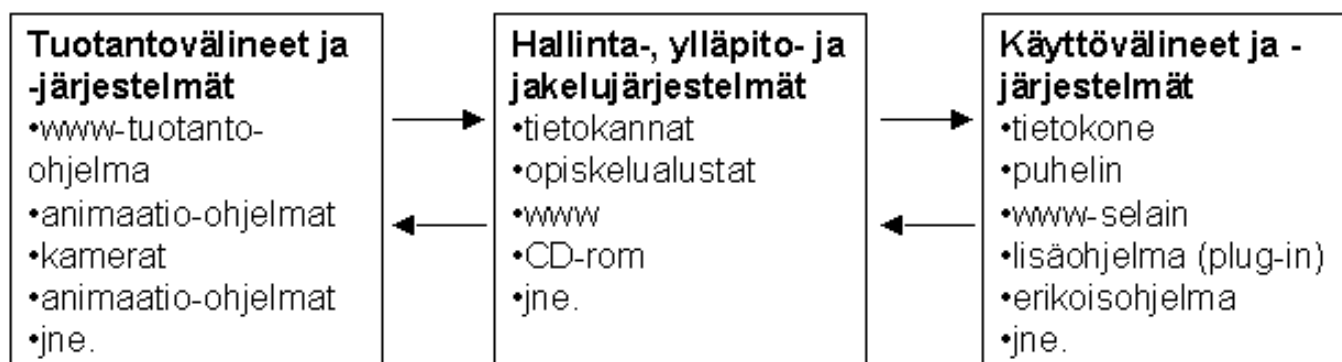 Tuotantovälineet ja
-järjestelmät
•www-tuotanto-
ohjelma
•animaatio-ohjelmat
•kamerat
•animaatio-ohjelmat
•jne.
Hallinta-, ylläpito- ja
jakelujärjestelmät
•tietokannat
•opiskelualustat
•www
•CD-rom
•jne.
Käyttövälineet ja -
järjestelmät
•tietokone
•puhelin
•www-selain
•lisäohjelma (plug-in)
•erikoisohjelma
•jne.